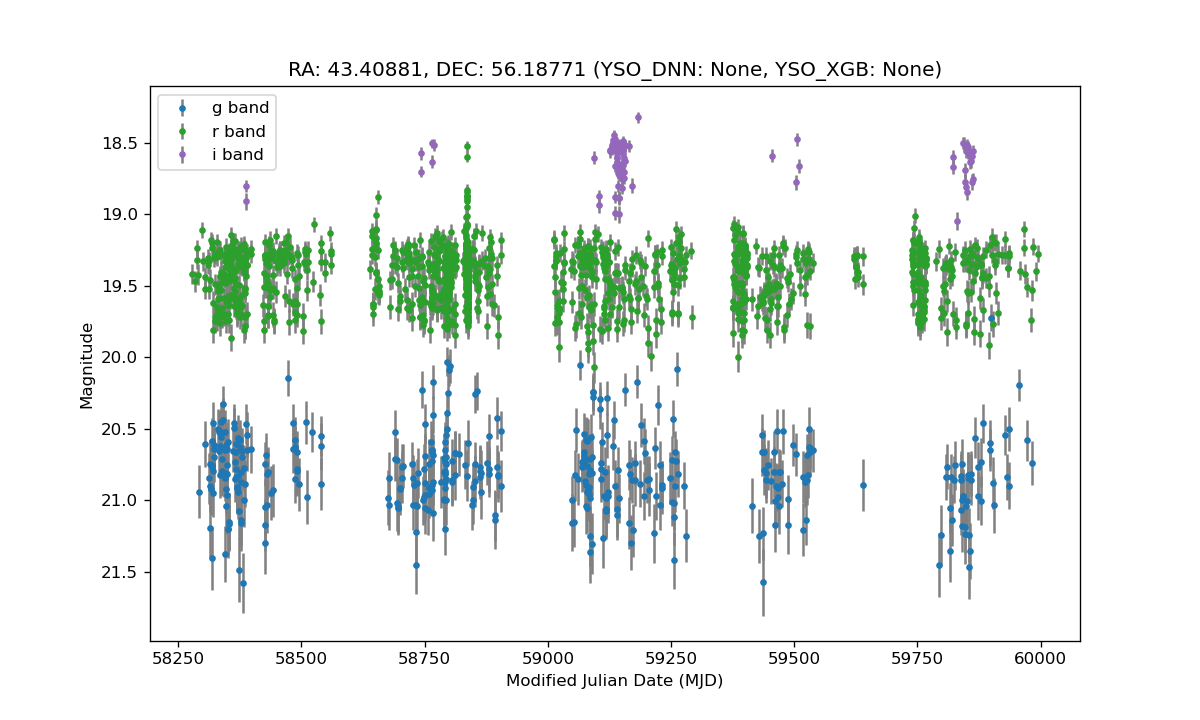 RA: 43.40881, DEC: 56.18771 (YSO_DNN: None, YSO_XGB: None)
g band
r band
i band
18.5
19.0
19.5
20.0
20.5
21.0
21.5
Magnitude
58250 58500 58750 59000 59250 59500 59750 60000
Modified Julian Date (MJD)